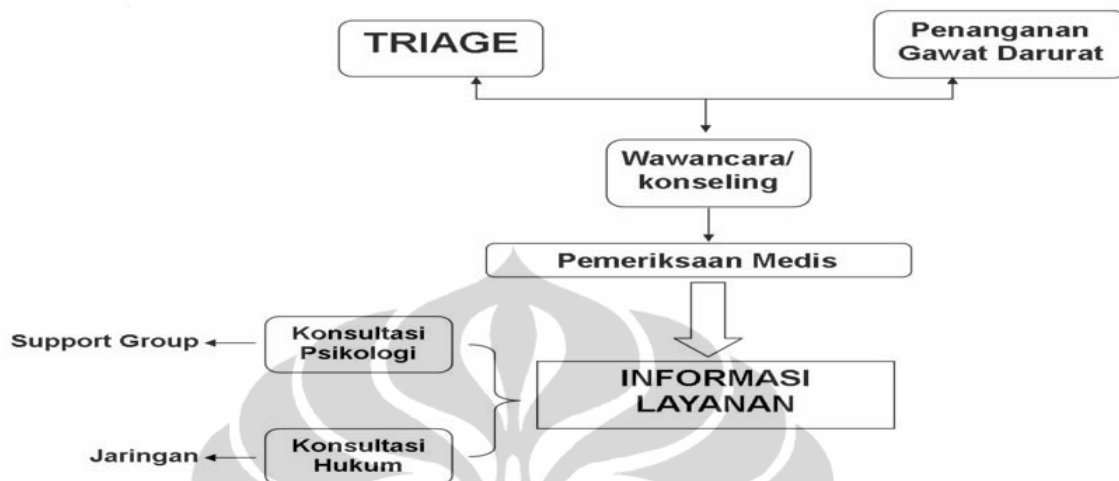 TRIAGE
Penanganan
Gawat Darurat
Wawancara/
konseling
Pemeriksaan Medis
Support Group
Konsultasi
Psikologi
INFORMASI
LAYANAN
Jaringan
Konsultasi
Hukum